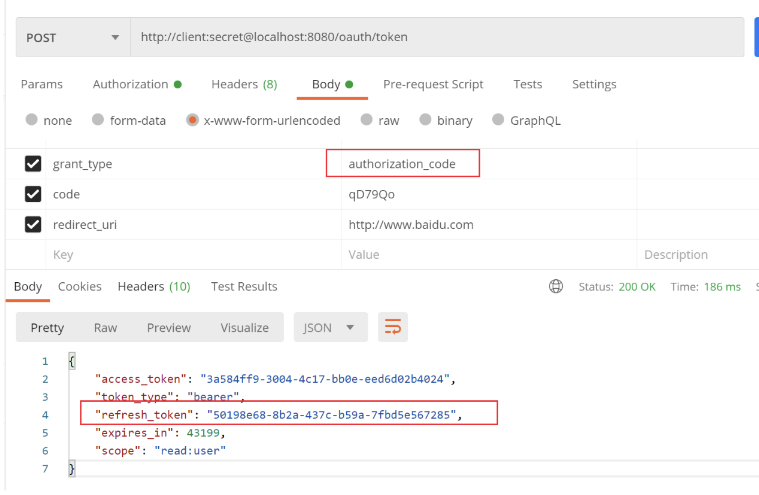 POST http://client:secret@localhost:8080/oauth/token
Params Authorization Headers (8) Body Pre-request Script Tests Settings
none form-data x-www-form-urlencoded raw binary GraphQL
grant_type authorization_code
code qD79Qo
redirect_uri http://www.baidu.com
Key Value Description
Body Cookies Headers (10) Test Results Status: 200 OK Time: 186 ms S
Pretty Raw Preview Visualize JSON
1 {
2 "access_token": "3a584ff9-3004-4c17-bb0e-eed6d02b4024",
3 "token_type": "bearer",
4 "refresh_token": "50198e68-8b2a-437c-b59a-7fbd5e567285",
5 "expires_in": 43199,
6 "scope": "read:user"
7 }